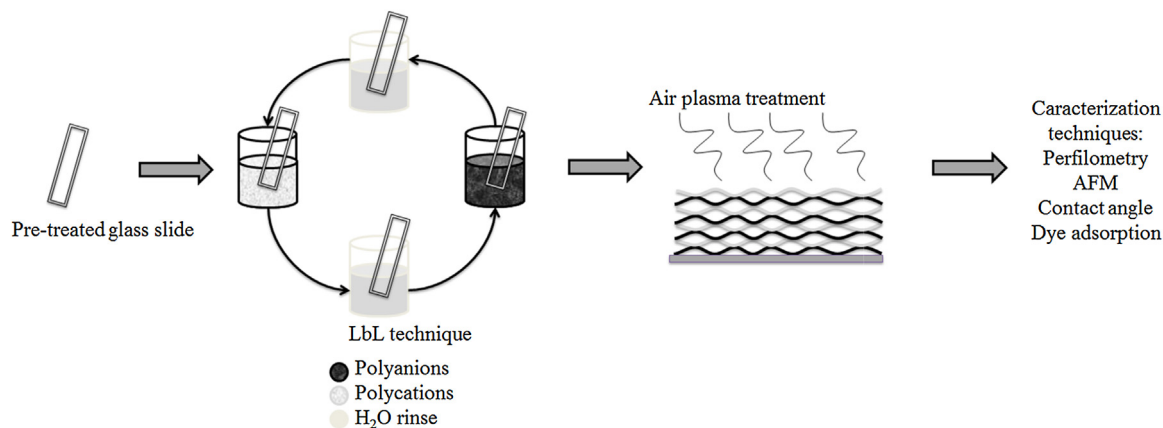 Pre-treated glass slide
LbL technique
Polyanions
Polycations
H₂O rinse
Air plasma treatment
Caracterization
techniques:
Perfilometry
AFM
Contact angle
Dye adsorption